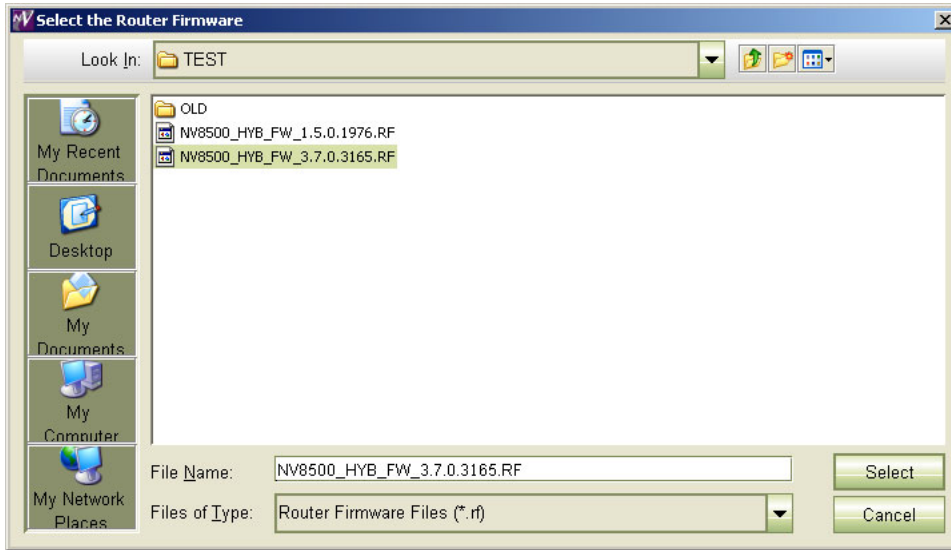 NV Select the Router Firmware
Look In: TEST
My Recent
Documents
Desktop
My
Documents
My
Computer
My Network
Places
OLD
NV8500_HYB_FW_1.5.0.1976.RF
NV8500_HYB_FW_3.7.0.3165.RF
File Name: NV8500_HYB_FW_3.7.0.3165.RF
Select
Files of Type: Router Firmware Files (*.rf)
Cancel